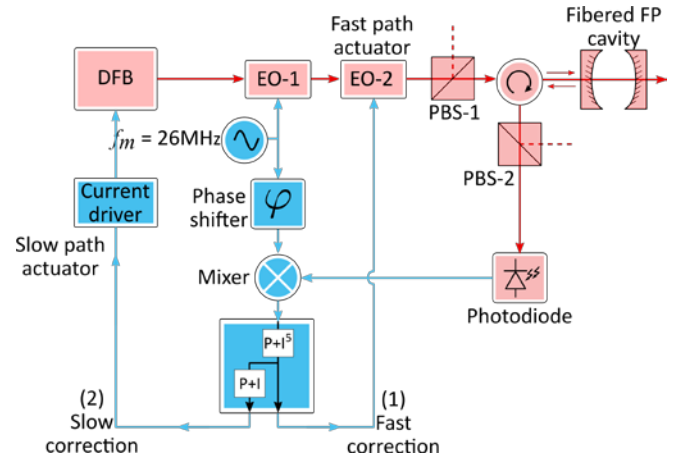 Fibered FP
cavity
Fast path
actuator
DFB
EO-1
EO-2
PBS-1
fm = 26MHz
PBS-2
Current
driver
Phase
shifter
φ
Slow path
actuator
Mixer
Photodiode
P+I⁵
P+I
(2)
Slow
correction
(1)
Fast
correction